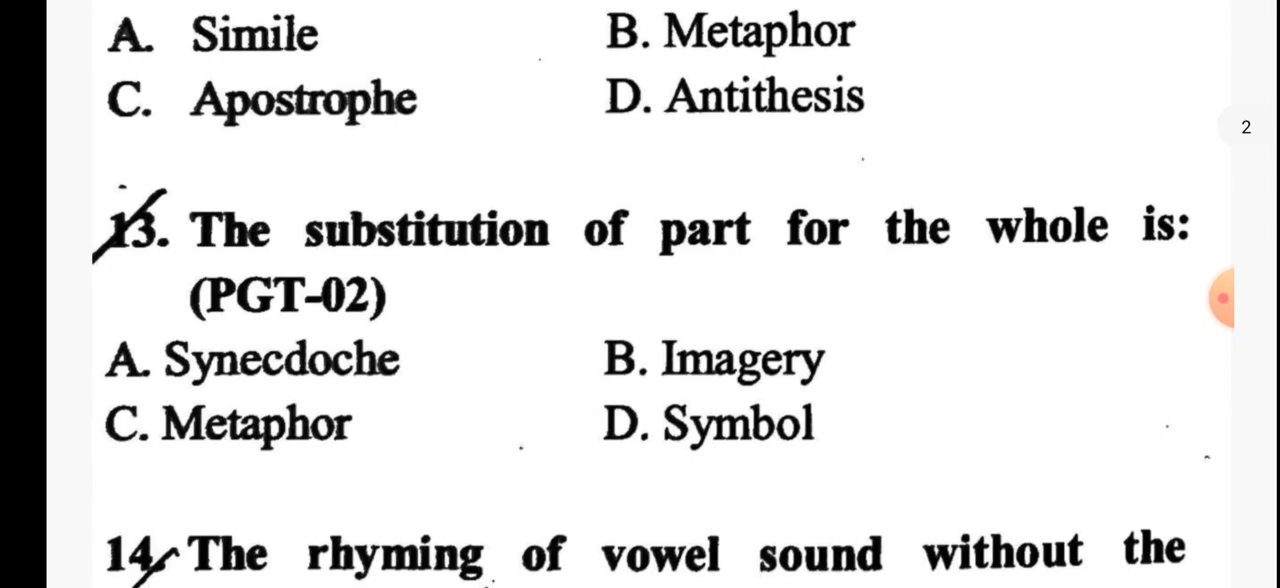 A. Simile B. Metaphor
C. Apostrophe D. Antithesis
2
13. The substitution of part for the whole is:
(PGT-02)
A. Synecdoche B. Imagery
C. Metaphor D. Symbol
14. The rhyming of vowel sound without the